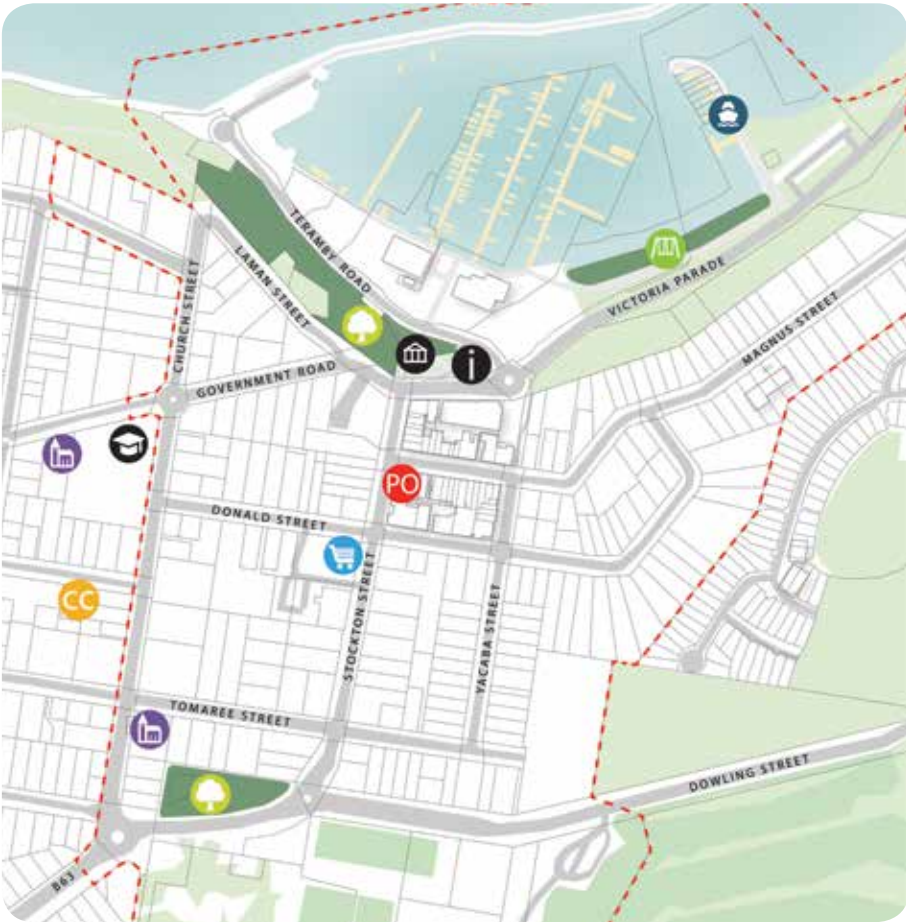 TERAMBY ROAD
LAMAN STREET
CHURCH STREET
VICTORIA PARADE
MAGNUS STREET
GOVERNMENT ROAD
i
PO
DONALD STREET
CC
STOCKTON STREET
YACABA STREET
TOMAREE STREET
DOWLING STREET
B63